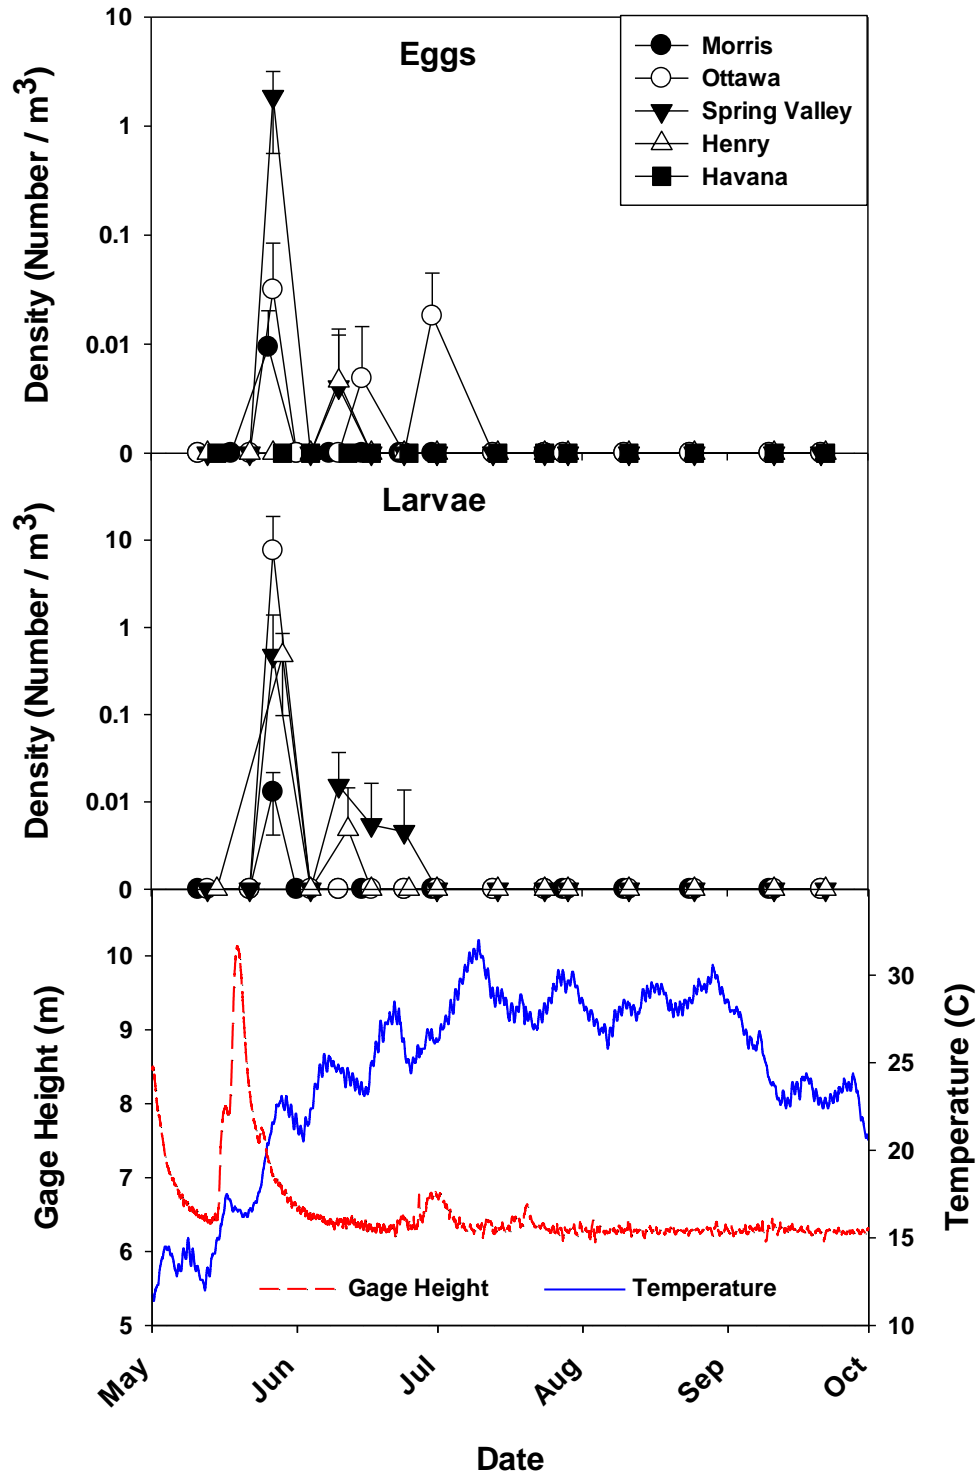 Eggs
Morris
Ottawa
Spring Valley
Henry
Havana
Density (Number / m³)
10
1
0.1
0.01
0
Larvae
Density (Number / m³)
10
1
0.1
0.01
0
Gage Height (m)
10
9
8
7
6
5
Temperature (C)
30
25
20
15
10
Gage Height
Temperature
May
Jun
Jul
Aug
Sep
Oct
Date